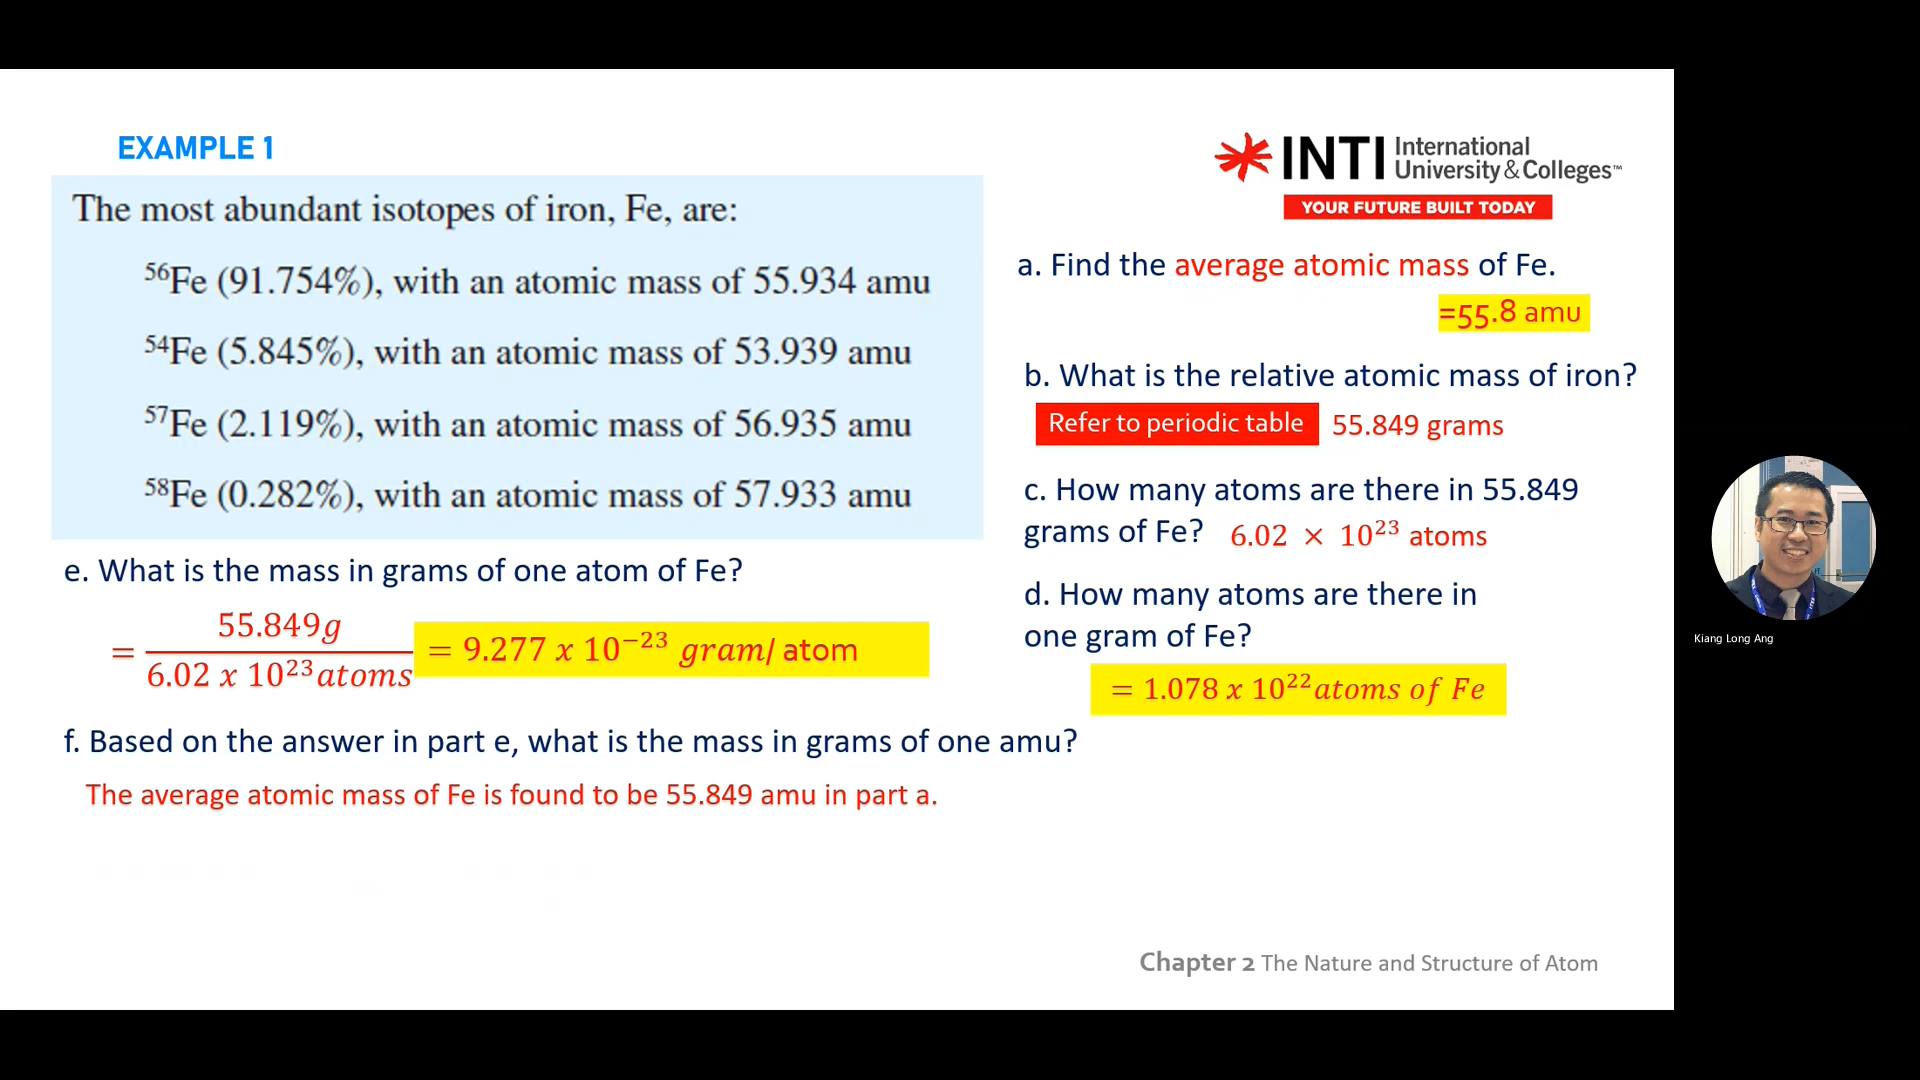 EXAMPLE 1
INTI International
University & Colleges™
YOUR FUTURE BUILT TODAY
The most abundant isotopes of iron, Fe, are:
⁵⁶Fe (91.754%), with an atomic mass of 55.934 amu
⁵⁴Fe (5.845%), with an atomic mass of 53.939 amu
⁵⁷Fe (2.119%), with an atomic mass of 56.935 amu
⁵⁸Fe (0.282%), with an atomic mass of 57.933 amu
a. Find the average atomic mass of Fe.
=55.8 amu
b. What is the relative atomic mass of iron?
Refer to periodic table 55.849 grams
c. How many atoms are there in 55.849
grams of Fe? 6.02 × 10²³ atoms
d. How many atoms are there in
one gram of Fe?
= 1.078 x 10²² atoms of Fe
e. What is the mass in grams of one atom of Fe?
= 55.849g / 6.02 x 10²³ atoms = 9.277 x 10⁻²³ gram/ atom
f. Based on the answer in part e, what is the mass in grams of one amu?
The average atomic mass of Fe is found to be 55.849 amu in part a.
Chapter 2 The Nature and Structure of Atom
Kiang Long Ang